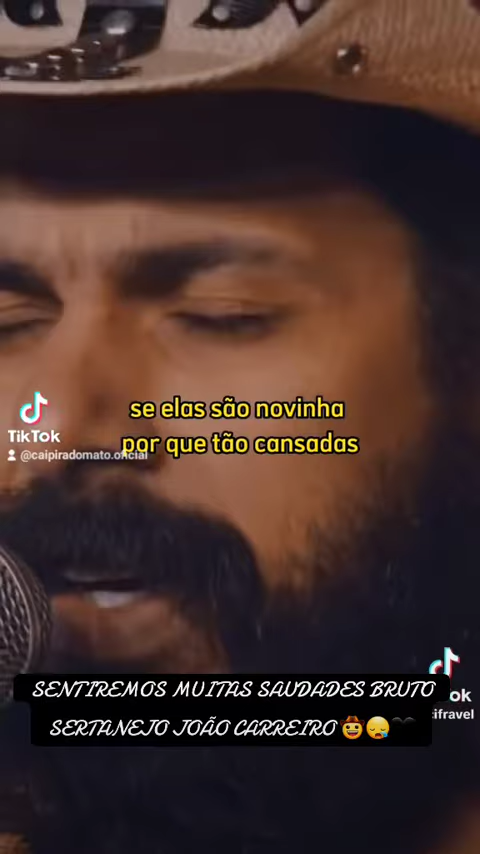 se elas são novinha
por que tão cansadas
TikTok
@caipiradomato.oficial
SENTIREMOS MUITAS SAUDADES BRUTO
SERTANEJO JOÃO CARREIRO 🤠😪🖤